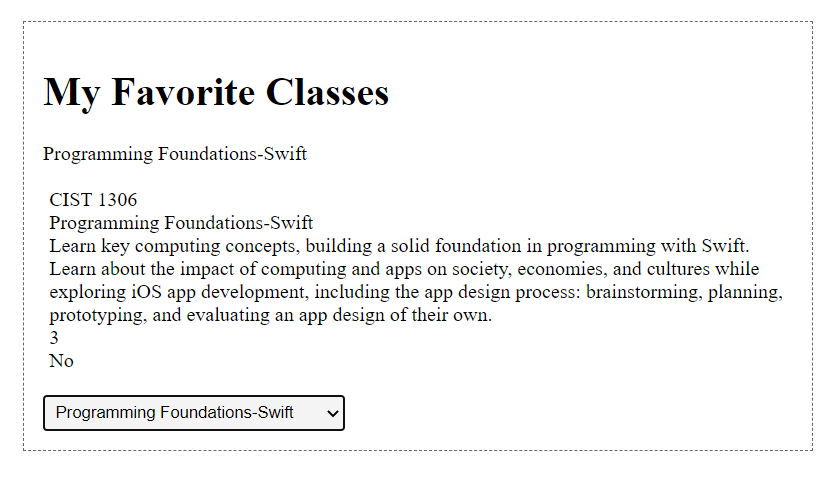 My Favorite Classes
Programming Foundations-Swift
CIST 1306
Programming Foundations-Swift
Learn key computing concepts, building a solid foundation in programming with Swift.
Learn about the impact of computing and apps on society, economies, and cultures while
exploring iOS app development, including the app design process: brainstorming, planning,
prototyping, and evaluating an app design of their own.
3
No
Programming Foundations-Swift